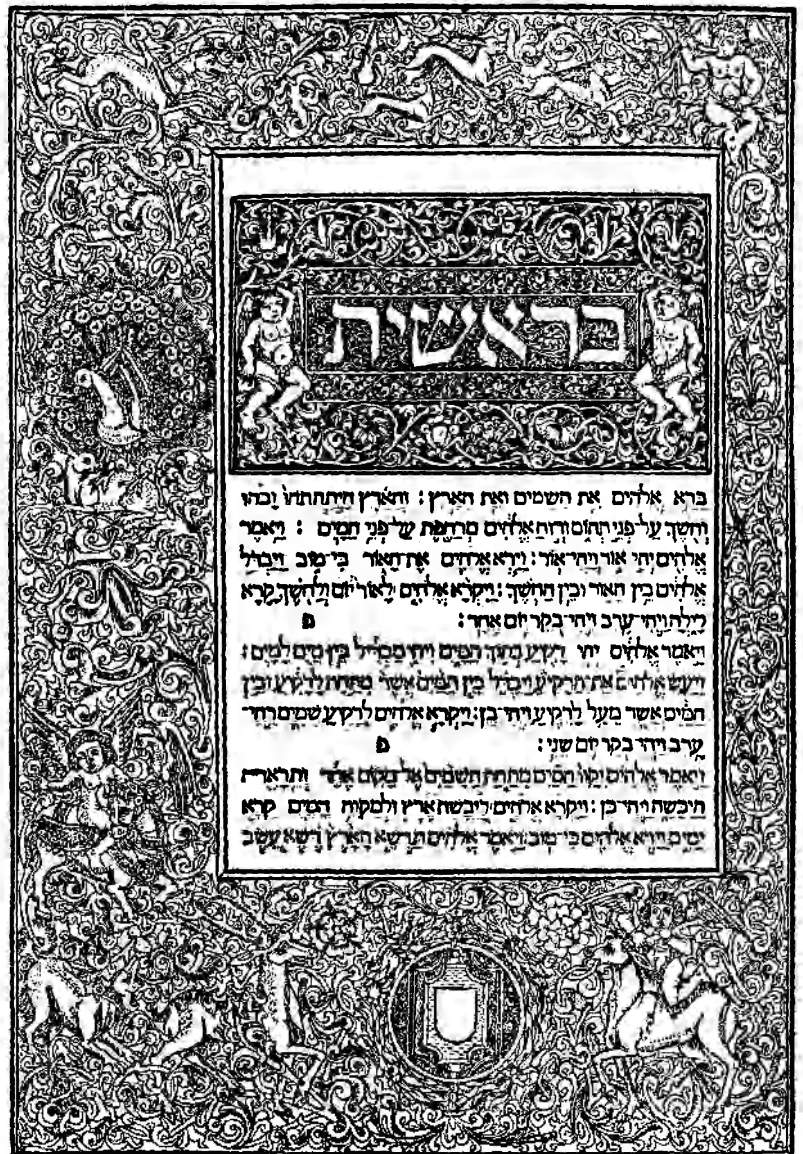 בראשית
ברא אלהים את השמים ואת הארץ : והארץ היתה תהו ובהו
וחשך על־פני תהום ורוח אלהים מרחפת על־פני המים : ויאמר
אלהים יהי אור ויהי־אור : וירא אלהים את־האור כי־טוב ויבדל
אלהים בין האור ובין החשך : ויקרא אלהים לאור יום ולחשך קרא
לילה ויהי־ערב ויהי־בקר יום אחד : פ
ויאמר אלהים יהי רקיע בתוך המים ויהי מבדיל בין מים למים :
ויעש אלהים את־הרקיע ויבדל בין המים אשר מתחת לרקיע ובין
המים אשר מעל לרקיע ויהי־כן : ויקרא אלהים לרקיע שמים ויהי־
ערב ויהי־בקר יום שני : פ
ויאמר אלהים יקוו המים מתחת השמים אל־מקום אחד ותראה
היבשה ויהי־כן : ויקרא אלהים ליבשה ארץ ולמקוה המים קרא
ימים וירא אלהים כי־טוב : ויאמר אלהים תדשא הארץ דשא עשב